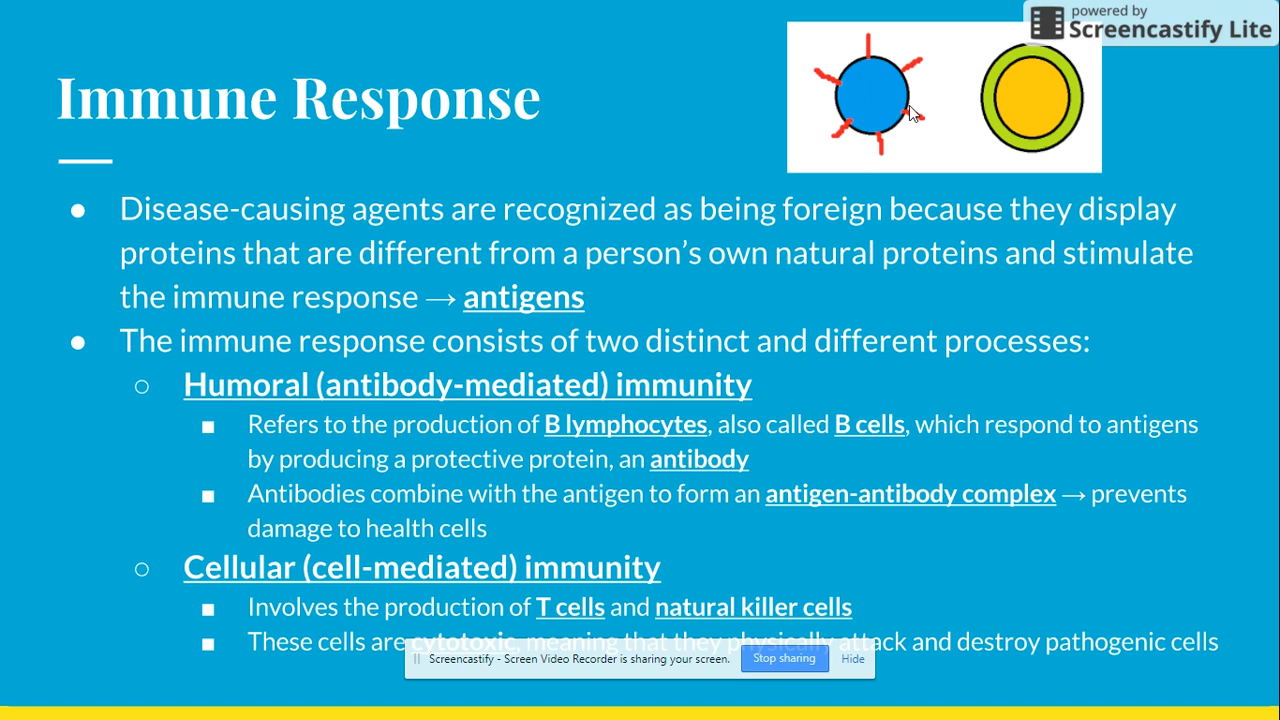 powered by
Screencastify Lite
Immune Response
● Disease-causing agents are recognized as being foreign because they display
proteins that are different from a person's own natural proteins and stimulate
the immune response → antigens
● The immune response consists of two distinct and different processes:
○ Humoral (antibody-mediated) immunity
■ Refers to the production of B lymphocytes, also called B cells, which respond to antigens
by producing a protective protein, an antibody
■ Antibodies combine with the antigen to form an antigen-antibody complex → prevents
damage to health cells
○ Cellular (cell-mediated) immunity
■ Involves the production of T cells and natural killer cells
■ These cells are cytotoxic, meaning that they physically attack and destroy pathogenic cells
Screencastify - Screen Video Recorder is sharing your screen. Stop sharing Hide